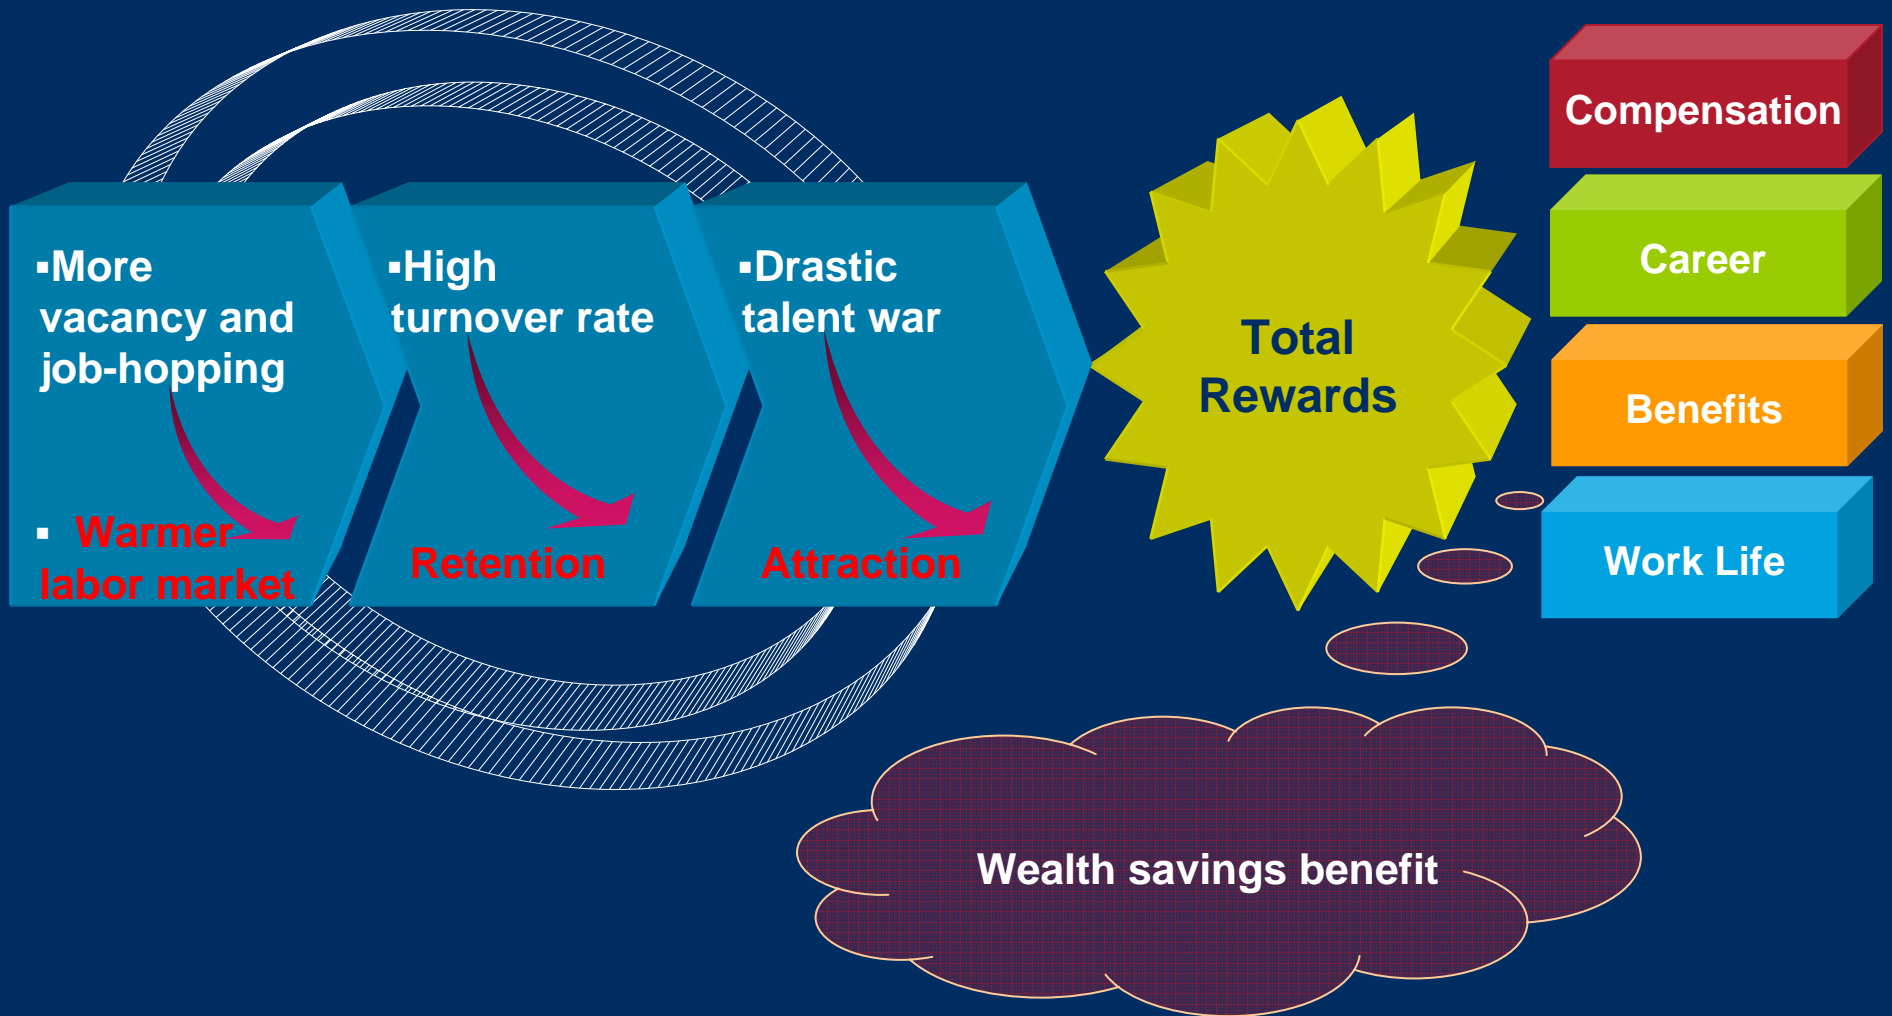 ▪More
vacancy and
job-hopping
▪ Warmer
labor market
▪High
turnover rate
Retention
▪Drastic
talent war
Attraction
Total
Rewards
Compensation
Career
Benefits
Work Life
Wealth savings benefit